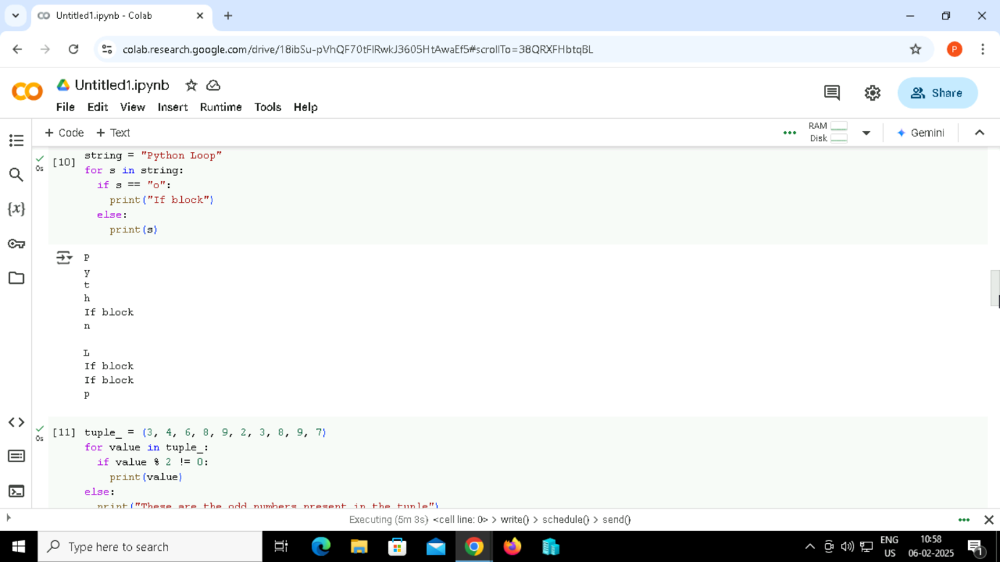 Untitled1.ipynb - Colab
colab.research.google.com/drive/18ibSu-pVhQF70tFlRwkJ3605HtAwaEf5#scrollTo=38QRXFHbtqBL
P
Untitled1.ipynb
File Edit View Insert Runtime Tools Help
Share
+ Code + Text
RAM
Disk
Gemini
[10] string = "Python Loop"
0s
for s in string:
if s == "o":
print("If block")
else:
print(s)
P
y
t
h
If block
n
L
If block
If block
p
[11] tuple_ = (3, 4, 6, 8, 9, 2, 3, 8, 9, 7)
0s
for value in tuple_:
if value % 2 != 0:
print(value)
else:
print("These are the odd numbers present in the tuple")
Executing (5m 3s) <cell line: 0> > write() > schedule() > send()
Type here to search
ENG
US
10:58
06-02-2025
1